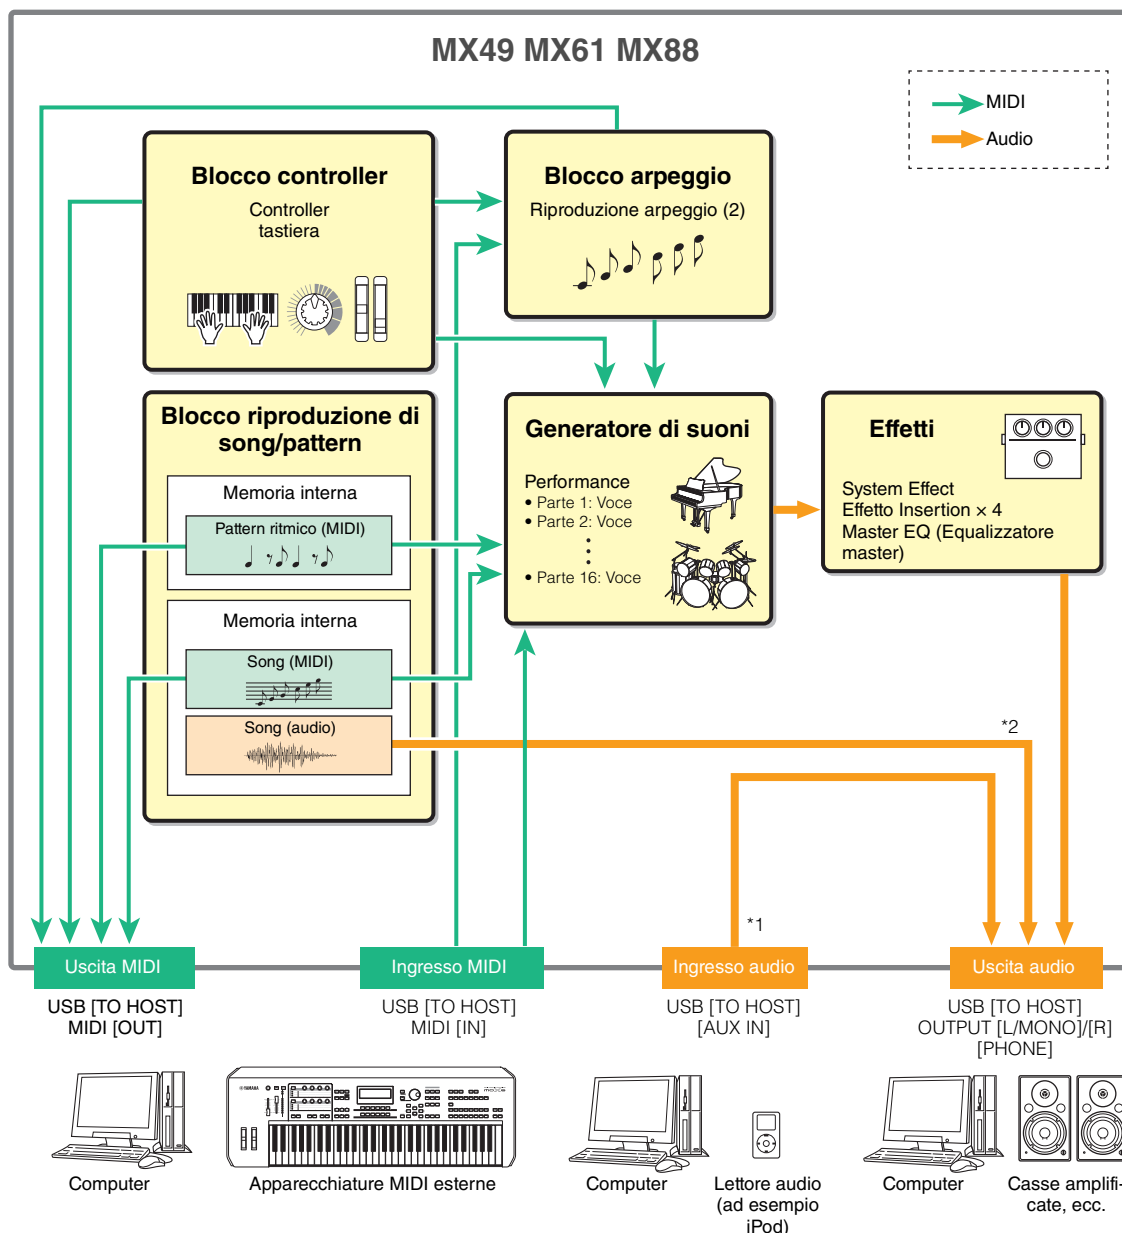 MX49 MX61 MX88
MIDI
Audio
Blocco controller
Controller
tastiera
Blocco arpeggio
Riproduzione arpeggio (2)
Blocco riproduzione di
song/pattern
Memoria interna
Pattern ritmico (MIDI)
Memoria interna
Song (MIDI)
Song (audio)
Generatore di suoni
Performance
• Parte 1: Voce
• Parte 2: Voce
• Parte 16: Voce
Effetti
System Effect
Effetto Insertion × 4
Master EQ (Equalizzatore
master)
*2
*1
Uscita MIDI
Ingresso MIDI
Ingresso audio
Uscita audio
USB [TO HOST]
MIDI [OUT]
USB [TO HOST]
MIDI [IN]
USB [TO HOST]
[AUX IN]
USB [TO HOST]
OUTPUT [L/MONO]/[R]
[PHONE]
YAMAHA
Computer
Apparecchiature MIDI esterne
Computer
Lettore audio
(ad esempio
iPod)
Computer
Casse amplifi-
cate, ecc.